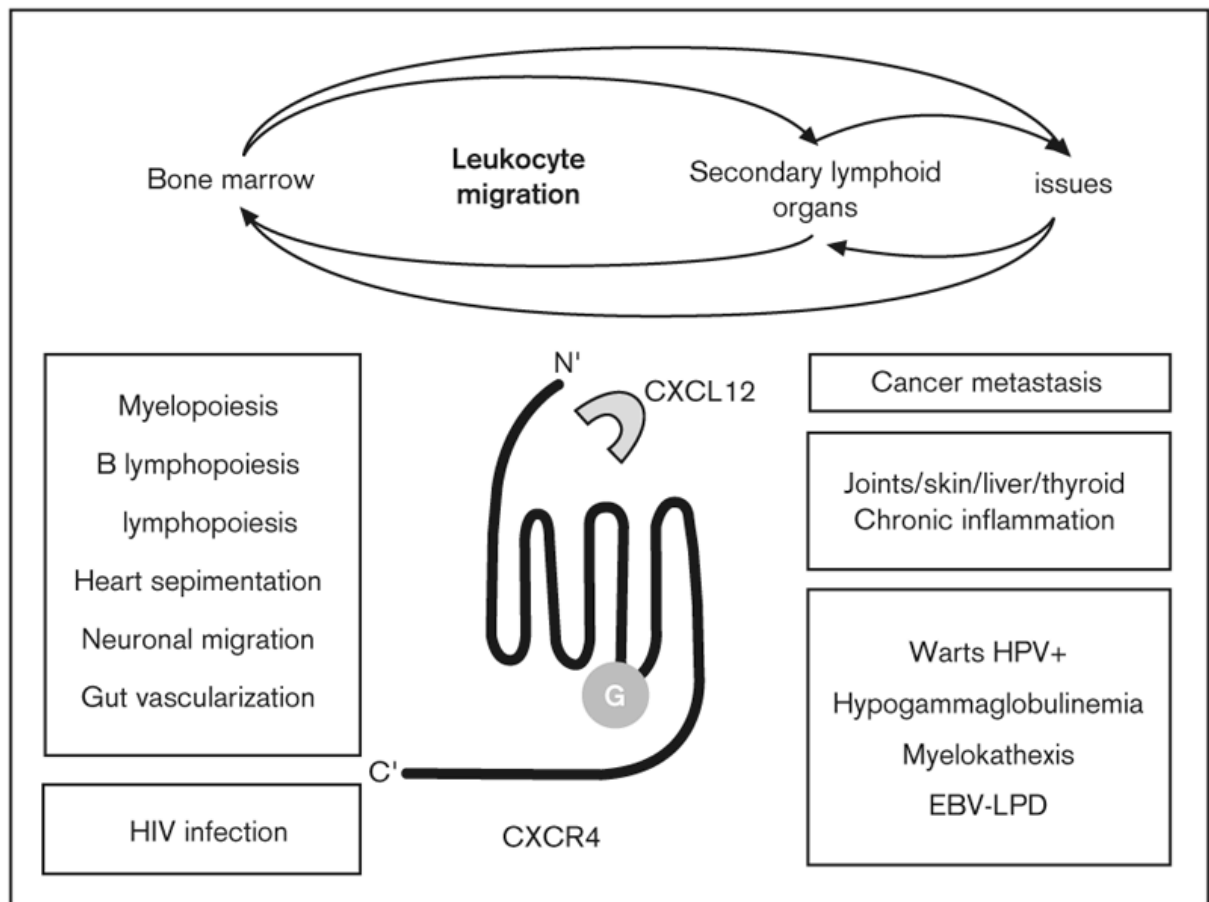 Bone marrow
Leukocyte
migration
Secondary lymphoid
organs
issues
Myelopoiesis
B lymphopoiesis
lymphopoiesis
Heart sepimentation
Neuronal migration
Gut vascularization
HIV infection
N'
CXCL12
G
C'
CXCR4
Cancer metastasis
Joints/skin/liver/thyroid
Chronic inflammation
Warts HPV+
Hypogammaglobulinemia
Myelokathexis
EBV-LPD